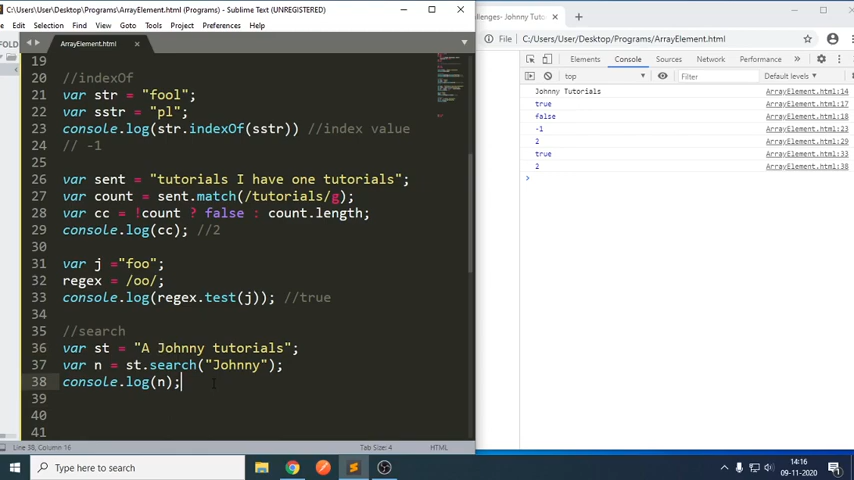 C:\Users\User\Desktop\Programs\ArrayElement.html (Programs) - Sublime Text (UNREGISTERED)
Edit Selection Find View Goto Tools Project Preferences Help
FOLD
ArrayElement.html
19
20 //indexOf
21 var str = "fool";
22 var sstr = "pl";
23 console.log(str.indexOf(sstr)) //index value
24 // -1
25
26 var sent = "tutorials I have one tutorials";
27 var count = sent.match(/tutorials/g);
28 var cc = !count ? false : count.length;
29 console.log(cc); //2
30
31 var j ="foo";
32 regex = /oo/;
33 console.log(regex.test(j)); //true
34
35 //search
36 var st = "A Johnny tutorials";
37 var n = st.search("Johnny");
38 console.log(n);
39
40
41
Line 38, Column 16
Tab Size: 4
HTML
llenges- Johnny Tuto
File C:/Users/User/Desktop/Programs/ArrayElement.html
Elements Console Sources Network Performance »
top Filter Default levels
Johnny Tutorials ArrayElement.html:14
true ArrayElement.html:17
false ArrayElement.html:18
-1 ArrayElement.html:23
2 ArrayElement.html:29
true ArrayElement.html:33
2 ArrayElement.html:38
>
Type here to search
14:16
09-11-2020